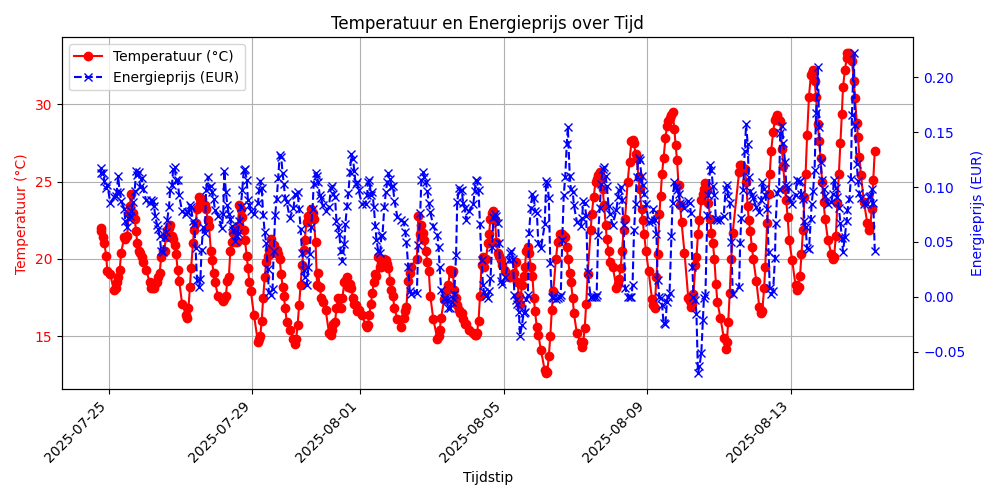 Temperatuur en Energieprijs over Tijd
Temperatuur (°C)
Energieprijs (EUR)
Temperatuur (°C)
30
25
20
15
0.20
0.15
0.10
0.05
0.00
−0.05
Energieprijs (EUR)
2025-07-25
2025-07-29
2025-08-01
2025-08-05
2025-08-09
2025-08-13
Tijdstip